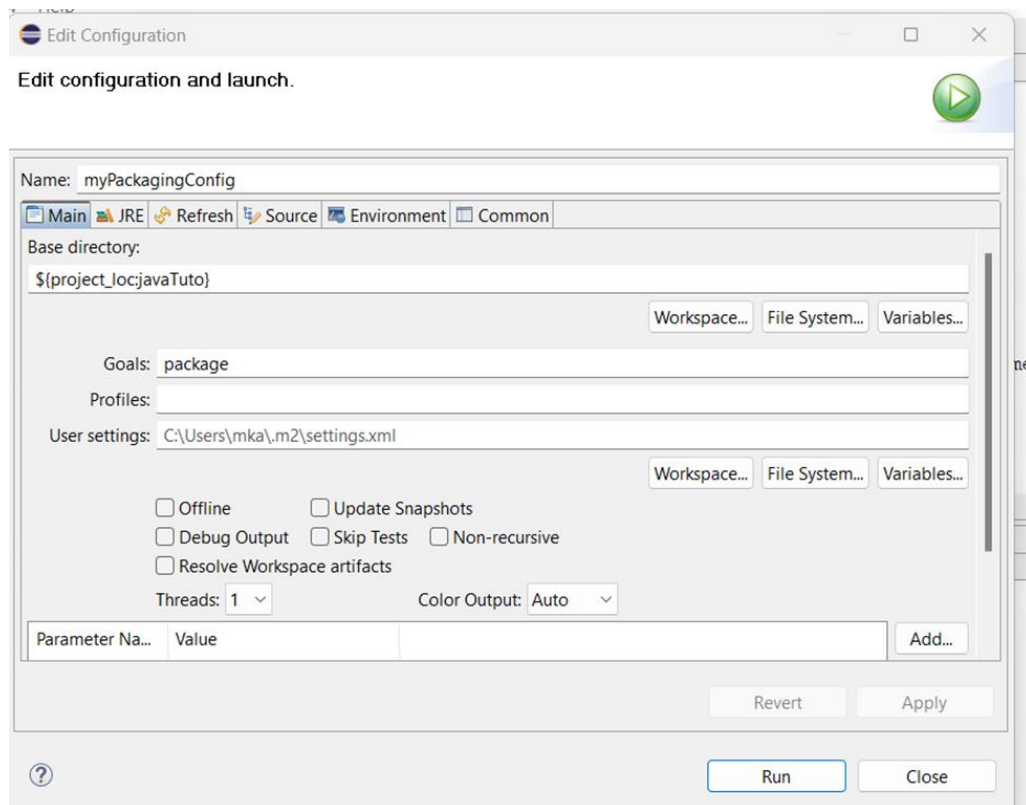 Help
Edit Configuration
Edit configuration and launch.
Name: myPackagingConfig
Main JRE Refresh Source Environment Common
Base directory:
${project_loc:javaTuto}
Workspace... File System... Variables...
Goals: package
Profiles:
User settings: C:\Users\mka\.m2\settings.xml
Workspace... File System... Variables...
Offline Update Snapshots
Debug Output Skip Tests Non-recursive
Resolve Workspace artifacts
Threads: 1 Color Output: Auto
Parameter Na... Value Add...
Revert Apply
? Run Close